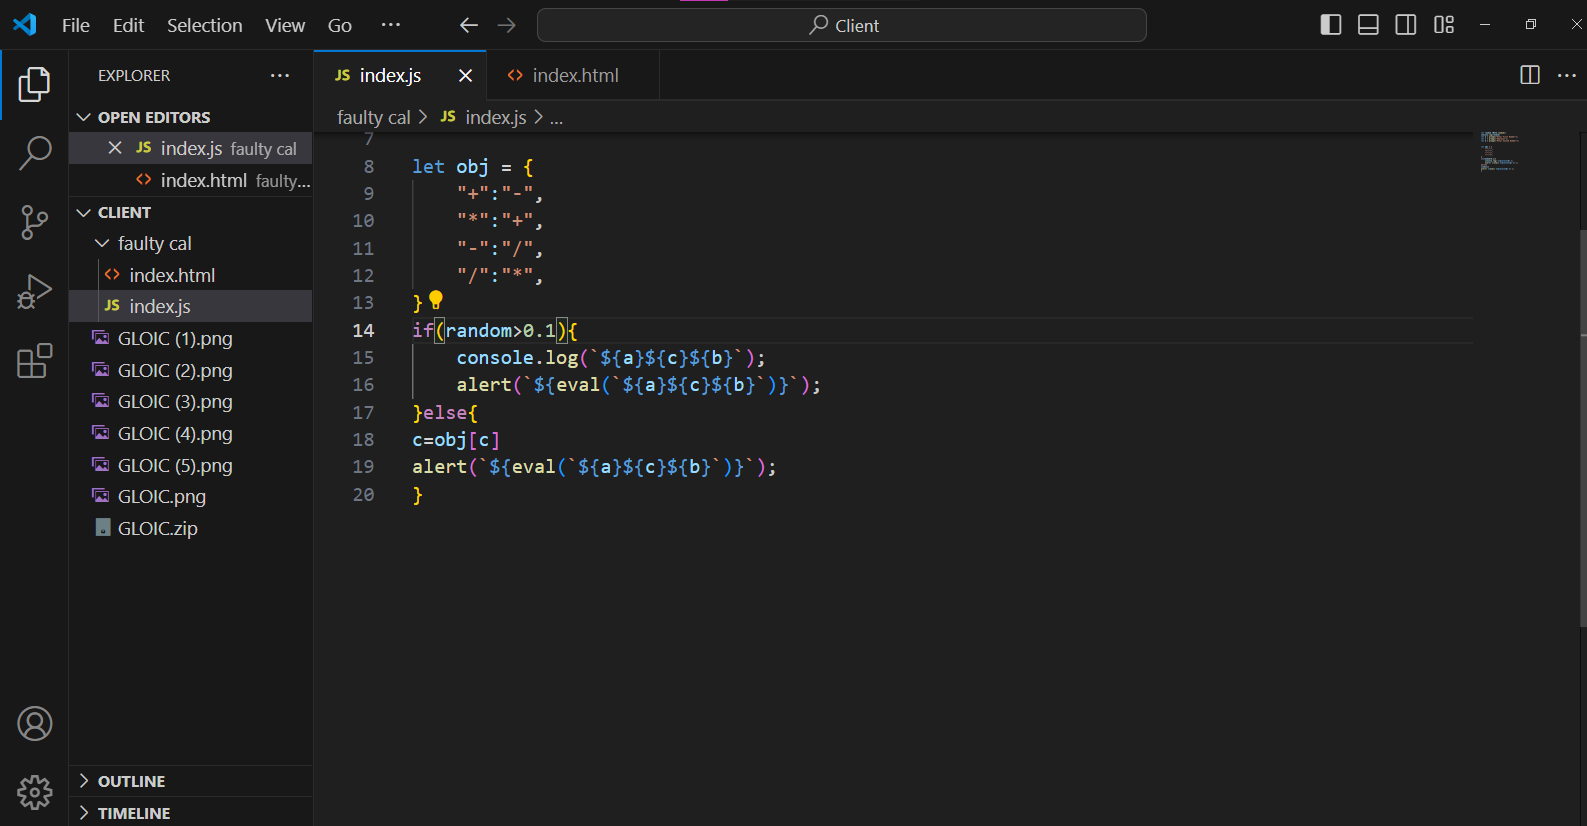 File Edit Selection View Go ...
Client
EXPLORER ...
OPEN EDITORS
JS index.js faulty cal
<> index.html faulty...
CLIENT
faulty cal
<> index.html
JS index.js
GLOIC (1).png
GLOIC (2).png
GLOIC (3).png
GLOIC (4).png
GLOIC (5).png
GLOIC.png
GLOIC.zip
OUTLINE
TIMELINE
JS index.js
<> index.html
faulty cal > JS index.js > ...
7
8 let obj = {
9     "+":"-",
10     "*":"+",
11     "-":"/",
12     "/":"*",
13 }
14 if(random>0.1){
15     console.log(`${a}${c}${b}`);
16     alert(`${eval(`${a}${c}${b}`)}`);
17 }else{
18 c=obj[c]
19 alert(`${eval(`${a}${c}${b}`)}`);
20 }